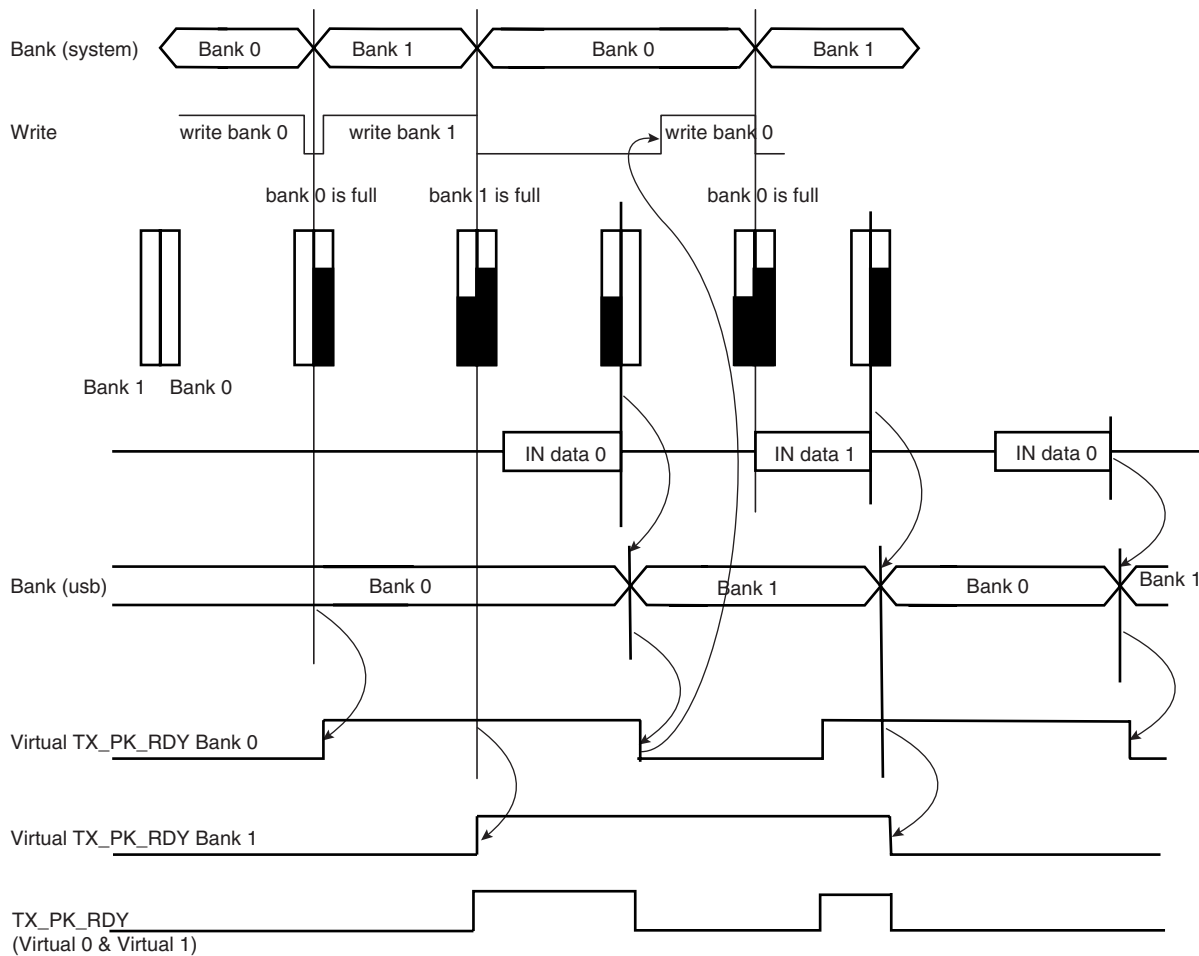 Bank (system)
Bank 0
Bank 1
Bank 0
Bank 1
Write
write bank 0
write bank 1
write bank 0
bank 0 is full
bank 1 is full
bank 0 is full
Bank 1
Bank 0
IN data 0
IN data 1
IN data 0
Bank (usb)
Bank 0
Bank 1
Bank 0
Bank 1
Virtual TX_PK_RDY Bank 0
Virtual TX_PK_RDY Bank 1
TX_PK_RDY
(Virtual 0 & Virtual 1)